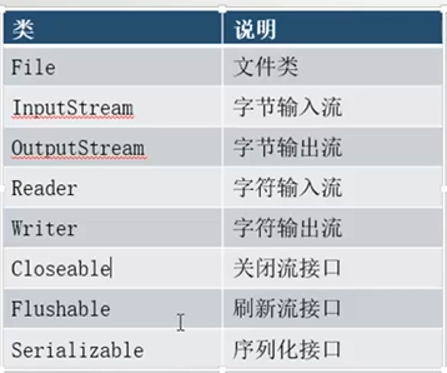 类 说明
File 文件类
InputStream 字节输入流
OutputStream 字节输出流
Reader 字符输入流
Writer 字符输出流
Closeable 关闭流接口
Flushable 刷新流接口
Serializable 序列化接口